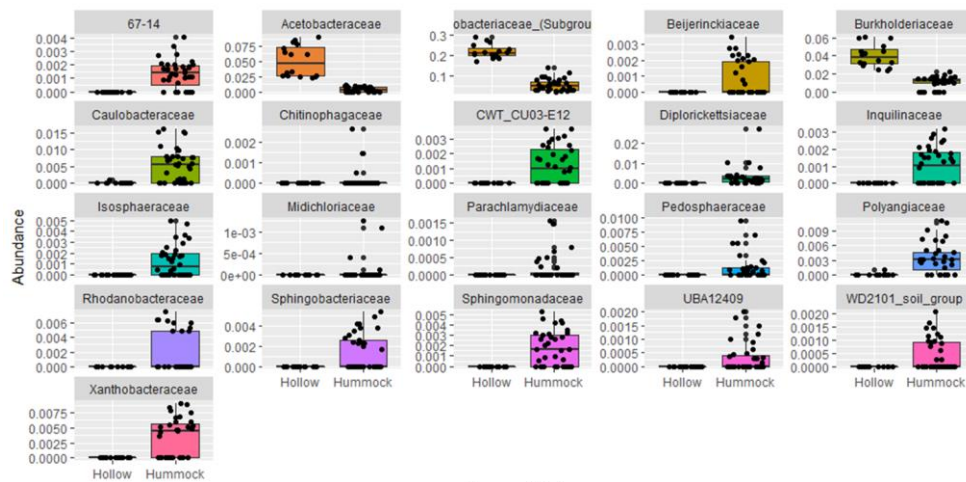 67-14 Acetobacteraceae obacteriaceae_(Subgrou Beijerinckiaceae Burkholderiaceae
0.004 0.003 0.002 0.001 0.000 0.075 0.050 0.025 0.000 0.3 0.2 0.1 0.003 0.002 0.001 0.000 0.06 0.04 0.02 0.00
Caulobacteraceae Chitinophagaceae CWT_CU03-E12 Diplorickettsiaceae Inquilinaceae
0.015 0.010 0.005 0.000 0.002 0.001 0.000 0.003 0.002 0.001 0.000 0.02 0.01 0.00 0.003 0.002 0.001 0.000
Isosphaeraceae Midichloriaceae Parachlamydiaceae Pedosphaeraceae Polyangiaceae
0.005 0.004 0.003 0.002 0.001 0.000 1e-03 5e-04 0e+00 0.0015 0.0010 0.0005 0.0000 0.0100 0.0075 0.0050 0.0025 0.0000 0.009 0.006 0.003 0.000
Abundance
Rhodanobacteraceae Sphingobacteriaceae Sphingomonadaceae UBA12409 WD2101_soil_group
0.006 0.004 0.002 0.000 0.004 0.002 0.000 0.005 0.004 0.003 0.002 0.001 0.000 0.0020 0.0015 0.0010 0.0005 0.0000 0.0020 0.0015 0.0010 0.0005 0.0000
Hollow Hummock Hollow Hummock Hollow Hummock Hollow Hummock
Xanthobacteraceae
0.0075 0.0050 0.0025 0.0000
Hollow Hummock